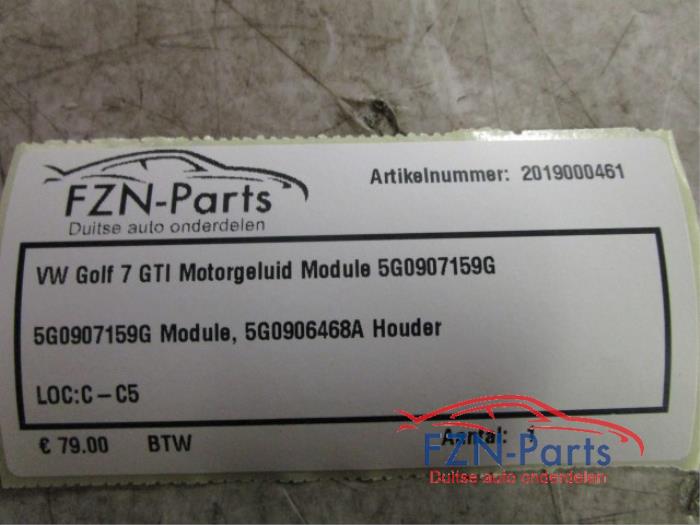 FZN-Parts
Duitse auto onderdelen
Artikelnummer: 2019000461
VW Golf 7 GTI Motorgeluid Module 5G0907159G
5G0907159G Module, 5G0906468A Houder
LOC:C-C5
€ 79.00 BTW Aantal:
FZN-Parts
Duitse auto onderdelen